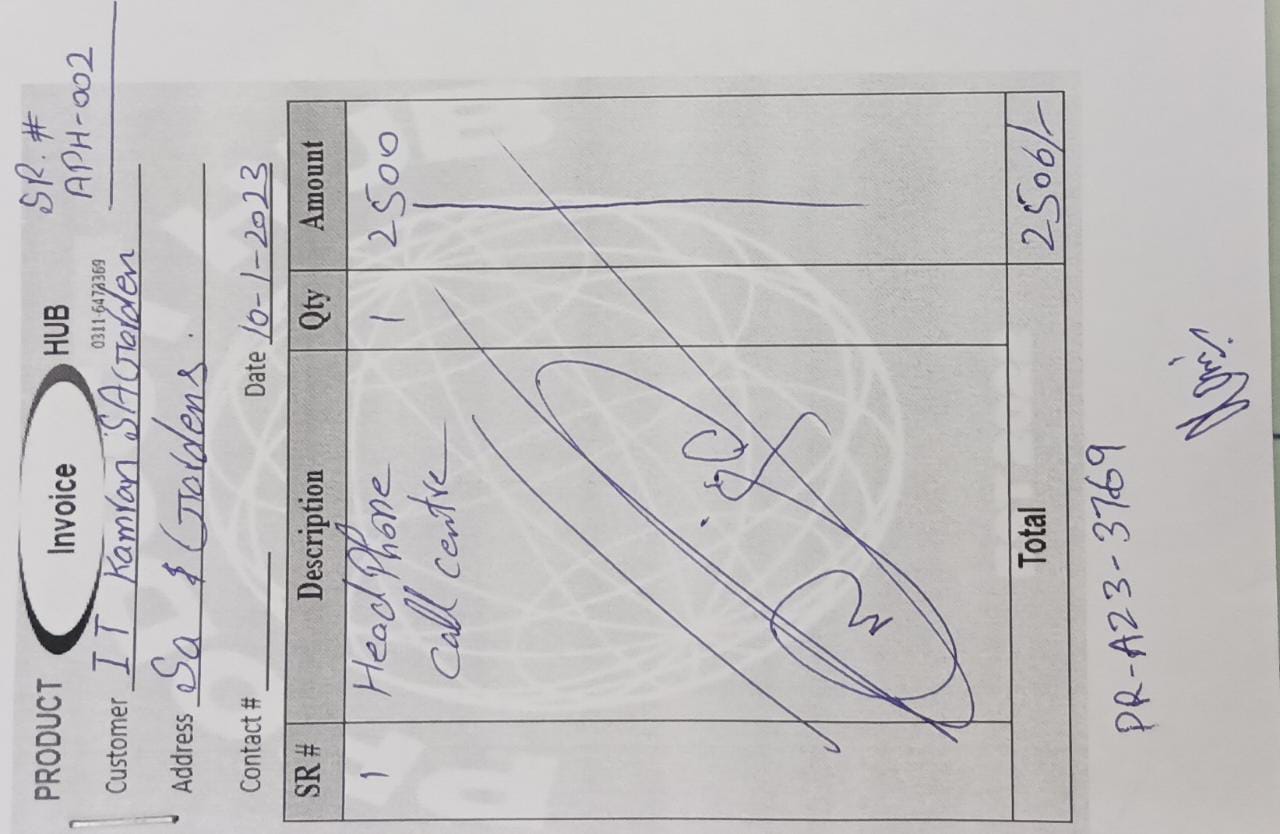 SR. #
APH-002
PRODUCT Invoice HUB
0311-6473369
Customer IT Kamran SA Garden
Address Sa & Gardens.
Contact # Date 10-1-2023
SR # Description Qty Amount
1 Head Phone 1 2500
Call centre
Total 2500/-
PR-A23-3769